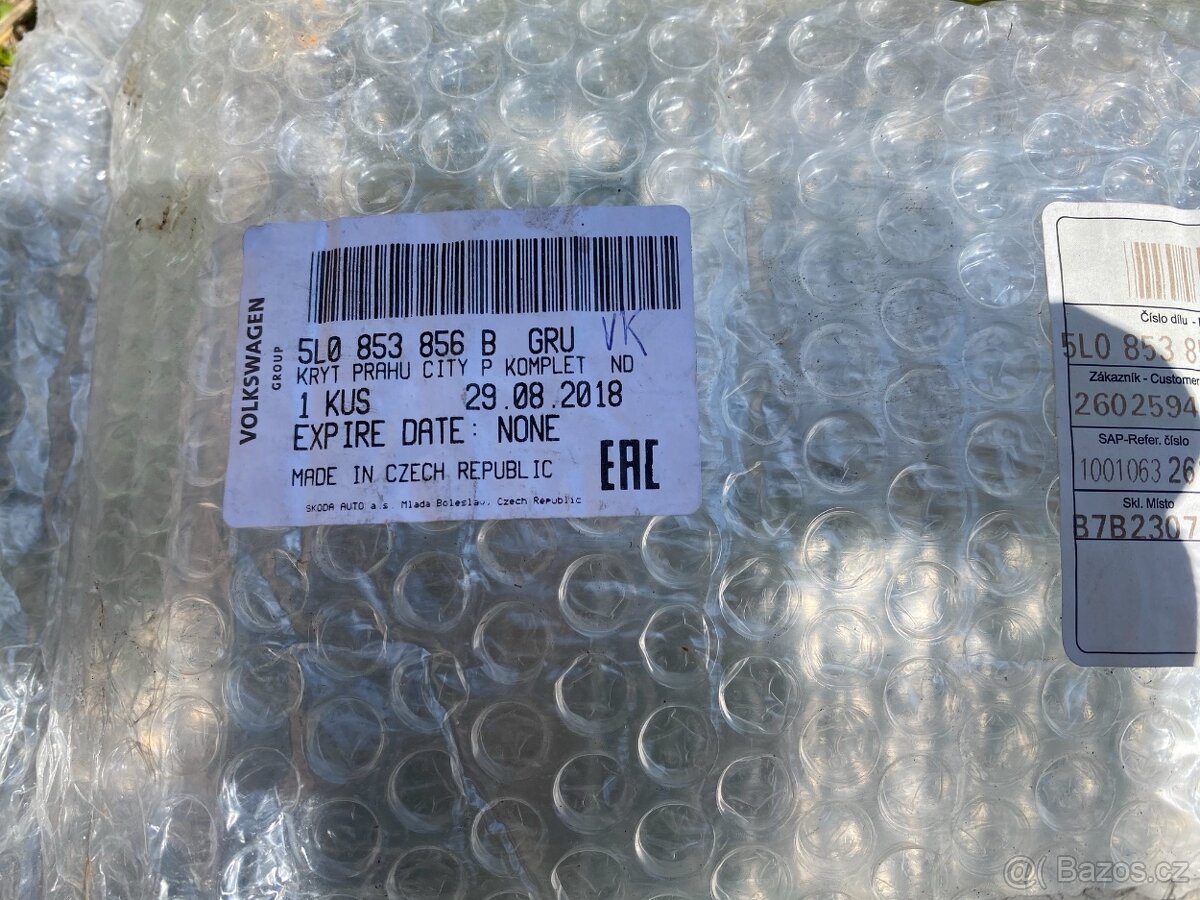 VOLKSWAGEN
GROUP
5L0 853 856 B GRU VK
KRYT PRAHU CITY P KOMPLET ND
1 KUS 29.08.2018
EXPIRE DATE: NONE
MADE IN CZECH REPUBLIC EAC
SKODA AUTO a.s. Mlada Boleslav, Czech Republic
Číslo dílu -
5L0 853 8
Zákazník - Customer
2602594
SAP-Refer. číslo
1001063 26
Skl. Místo
B7B2307
@( Bazos.cz